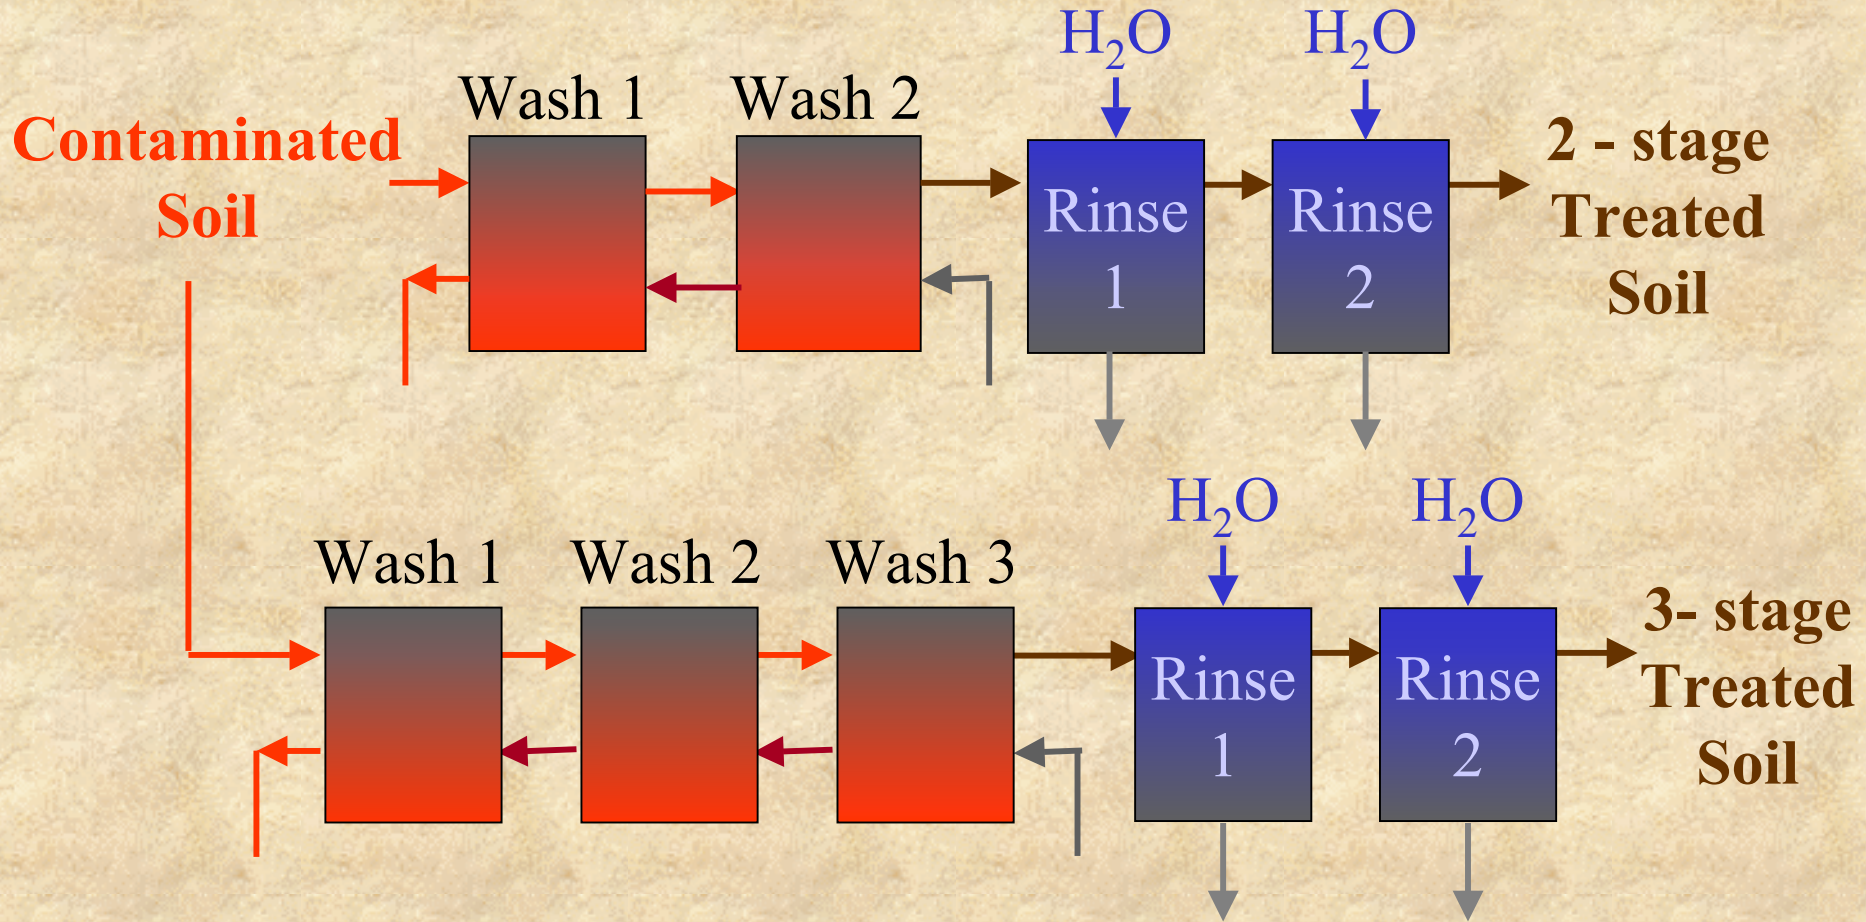 H₂O
H₂O
Wash 1
Wash 2
Contaminated
Soil
Rinse
1
Rinse
2
2 - stage
Treated
Soil
H₂O
H₂O
Wash 1
Wash 2
Wash 3
Rinse
1
Rinse
2
3- stage
Treated
Soil